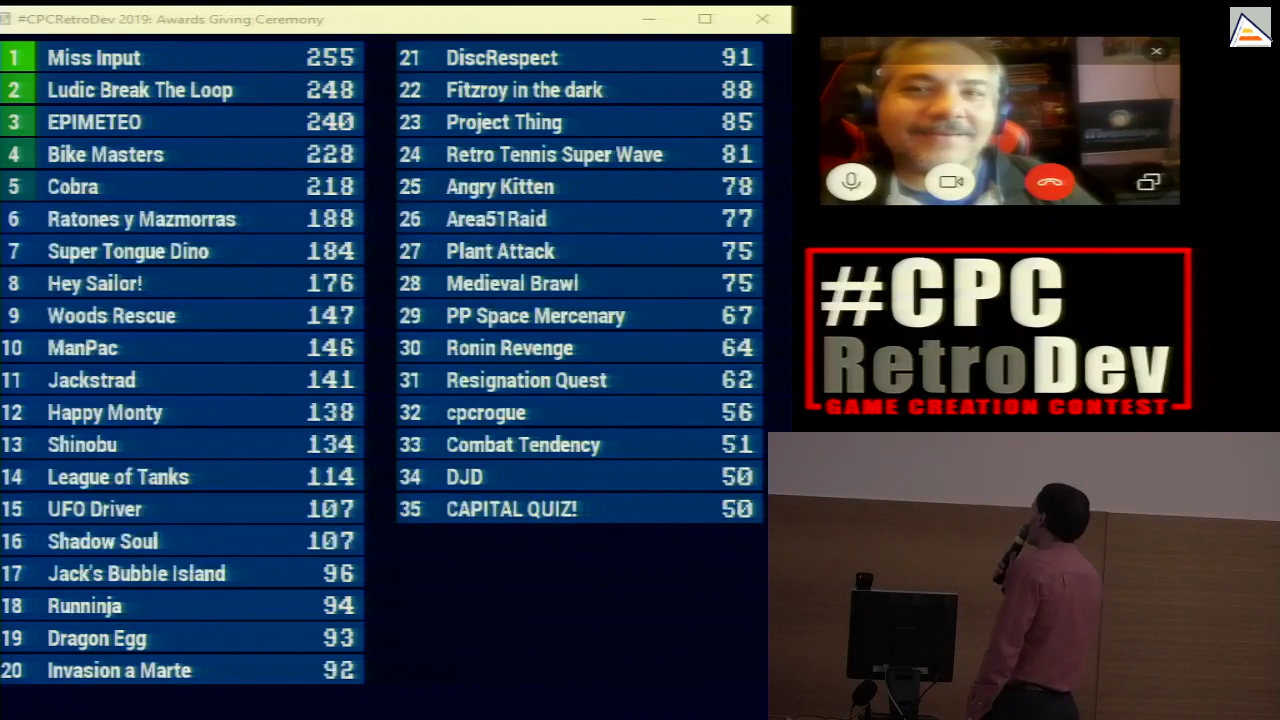 #CPCRetroDev 2019: Awards Giving Ceremony
1 Miss Input 255
2 Ludic Break The Loop 248
3 EPIMETEO 240
4 Bike Masters 228
5 Cobra 218
6 Ratones y Mazmorras 188
7 Super Tongue Dino 184
8 Hey Sailor! 176
9 Woods Rescue 147
10 ManPac 146
11 Jackstrad 141
12 Happy Monty 138
13 Shinobu 134
14 League of Tanks 114
15 UFO Driver 107
16 Shadow Soul 107
17 Jack's Bubble Island 96
18 Runninja 94
19 Dragon Egg 93
20 Invasion a Marte 92
21 DiscRespect 91
22 Fitzroy in the dark 88
23 Project Thing 85
24 Retro Tennis Super Wave 81
25 Angry Kitten 78
26 Area51Raid 77
27 Plant Attack 75
28 Medieval Brawl 75
29 PP Space Mercenary 67
30 Ronin Revenge 64
31 Resignation Quest 62
32 cpcrogue 56
33 Combat Tendency 51
34 DJD 50
35 CAPITAL QUIZ! 50
#CPC
RetroDev
GAME CREATION CONTEST